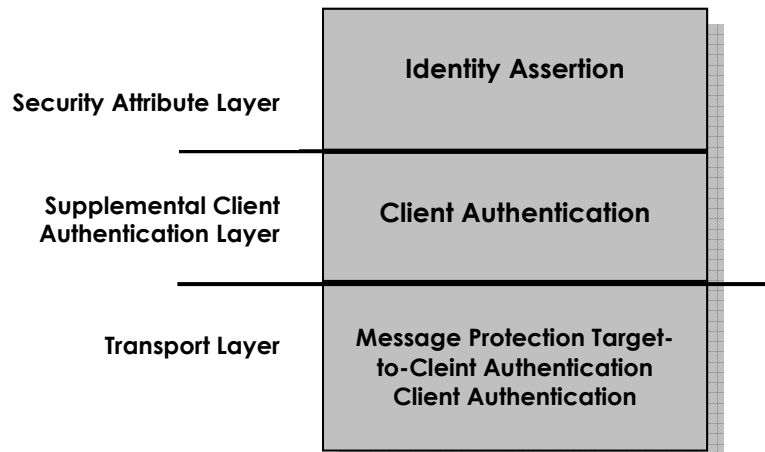 Identity Assertion
Security Attribute Layer
Supplemental Client
Authentication Layer
Client Authentication
Transport Layer
Message Protection Target-
to-Cleint Authentication
Client Authentication